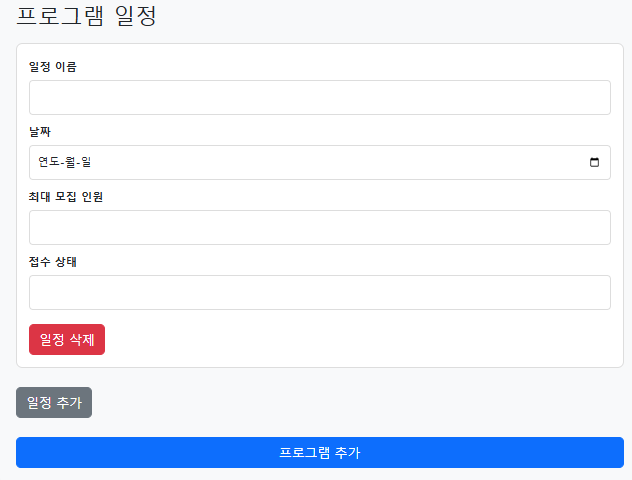 프로그램 일정
일정 이름
날짜
연도-월-일
최대 모집 인원
접수 상태
일정 삭제
일정 추가
프로그램 추가